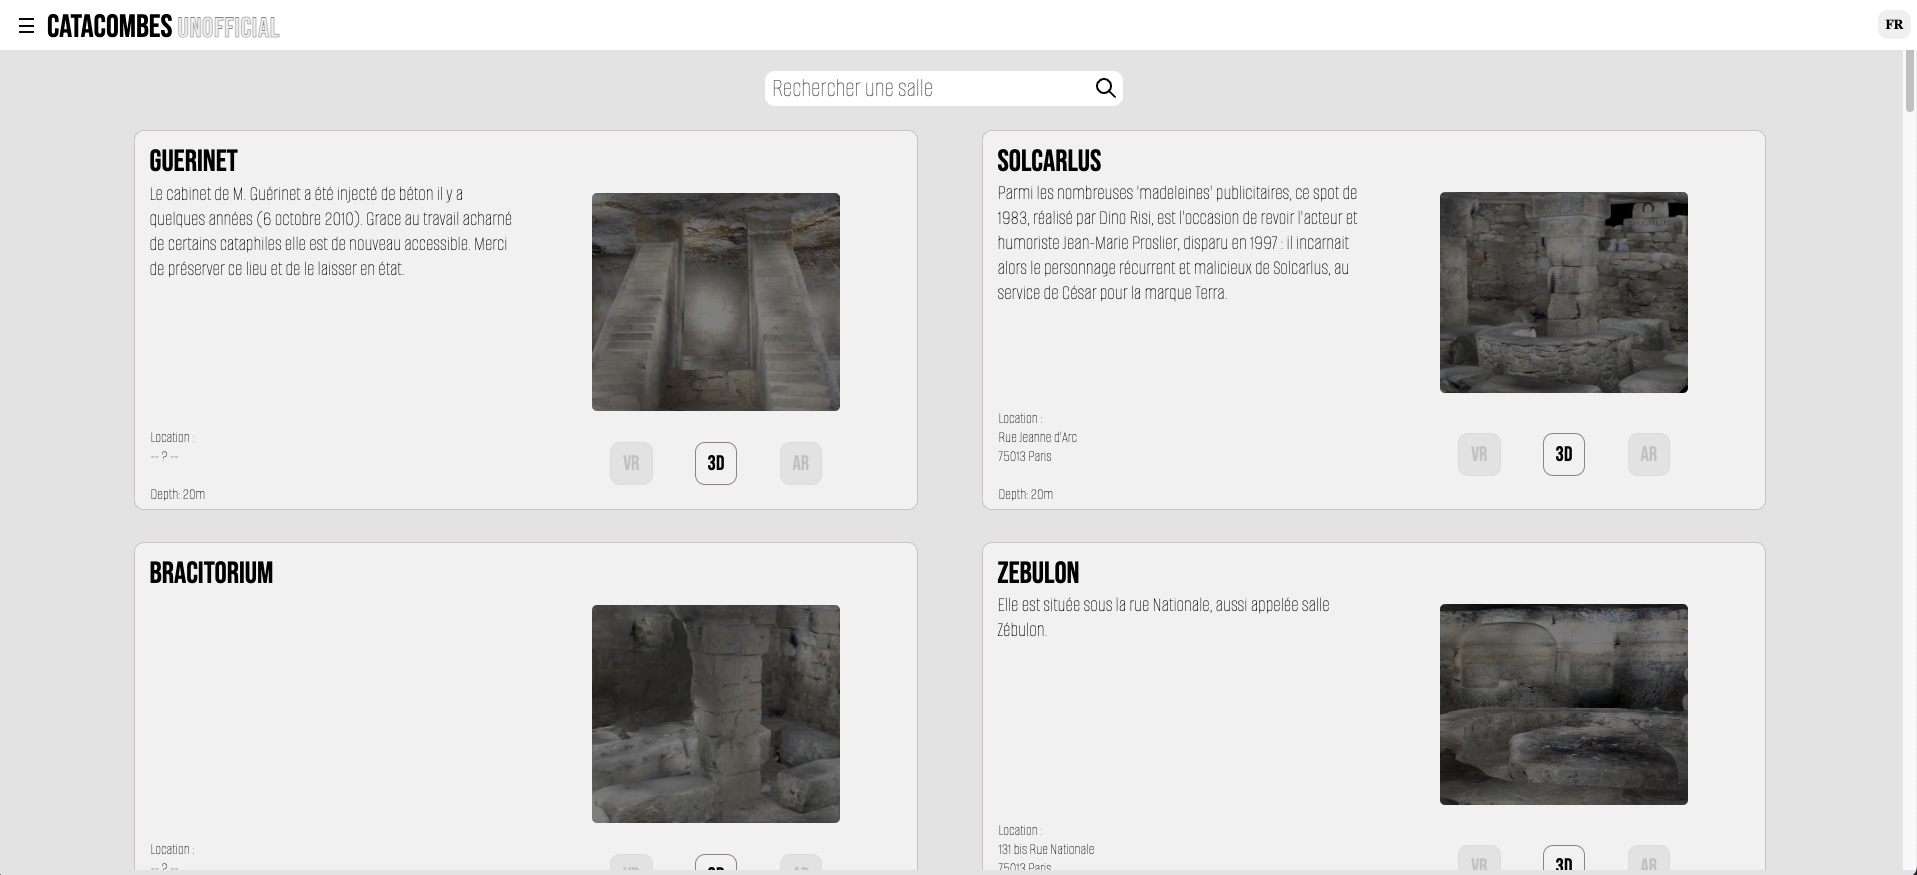 CATACOMBES UNOFFICIAL
FR
Rechercher une salle
GUERINET
Le cabinet de M. Guérinet a été injecté de béton il y a
quelques années (6 octobre 2010). Grace au travail acharné
de certains cataphiles elle est de nouveau accessible. Merci
de préserver ce lieu et de le laisser en état.
Location :
-- ? --
Depth: 20m
VR 3D AR
SOLCARLUS
Parmi les nombreuses 'madeleines' publicitaires, ce spot de
1983, réalisé par Dino Risi, est l'occasion de revoir l'acteur et
humoriste Jean-Marie Proslier, disparu en 1997 : il incarnait
alors le personnage récurrent et malicieux de Solcarlus, au
service de César pour la marque Terra.
Location :
Rue Jeanne d'Arc
75013 Paris
Depth: 20m
VR 3D AR
BRACITORIUM
Location :
-- ? --
VR 3D AR
ZEBULON
Elle est située sous la rue Nationale, aussi appelée salle
Zébulon.
Location :
131 bis Rue Nationale
75013 Paris
VR 3D AR